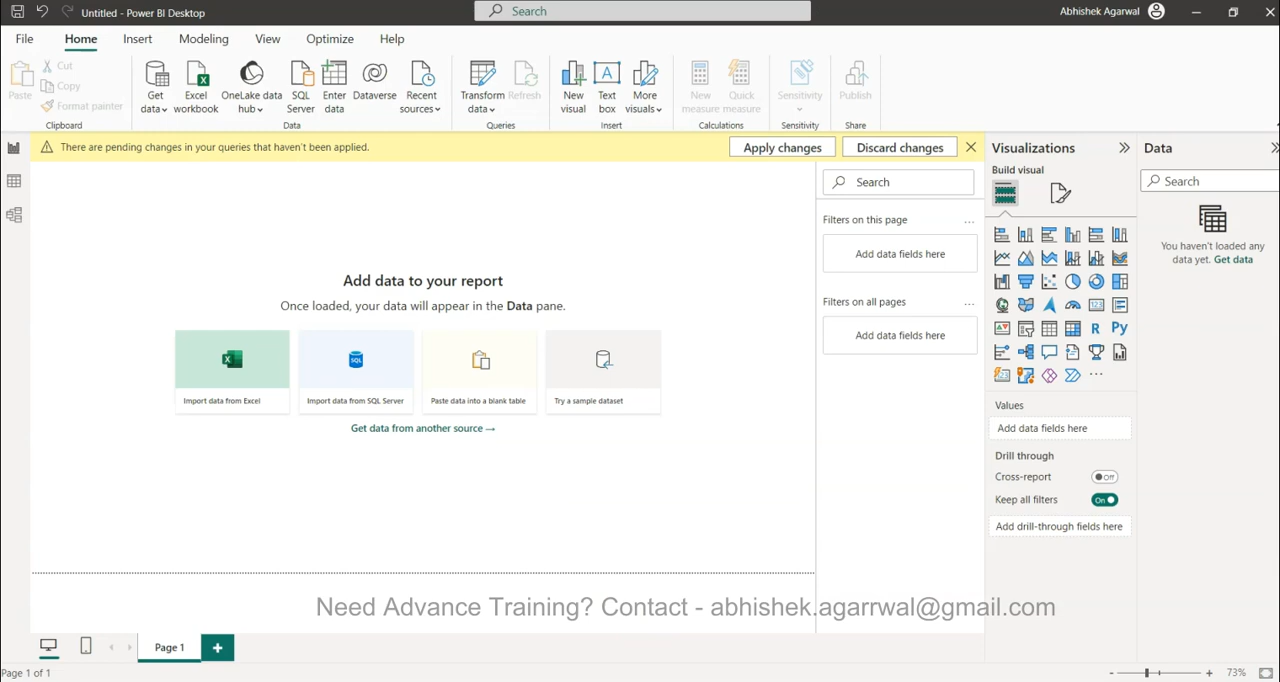 Untitled - Power BI Desktop
Search
Abhishek Agarwal
File
Home
Insert
Modeling
View
Optimize
Help
Paste
Cut
Copy
Format painter
Clipboard
Get data
Excel workbook
OneLake data hub
SQL Server
Enter data
Dataverse
Recent sources
Data
Transform data
Refresh
Queries
New visual
Text box
More visuals
Insert
New measure
Quick measure
Calculations
Sensitivity
Sensitivity
Publish
Share
There are pending changes in your queries that haven't been applied.
Apply changes
Discard changes
Add data to your report
Once loaded, your data will appear in the Data pane.
Import data from Excel
SQL
Import data from SQL Server
Paste data into a blank table
Try a sample dataset
Get data from another source →
Search
Filters on this page
...
Add data fields here
Filters on all pages
...
Add data fields here
Visualizations
Build visual
123
R
Py
123
...
Values
Add data fields here
Drill through
Cross-report
Off
Keep all filters
On
Add drill-through fields here
Data
Search
You haven't loaded any
data yet. Get data
Need Advance Training? Contact - abhishek.agarrwal@gmail.com
Page 1
+
Page 1 of 1
- + 73%